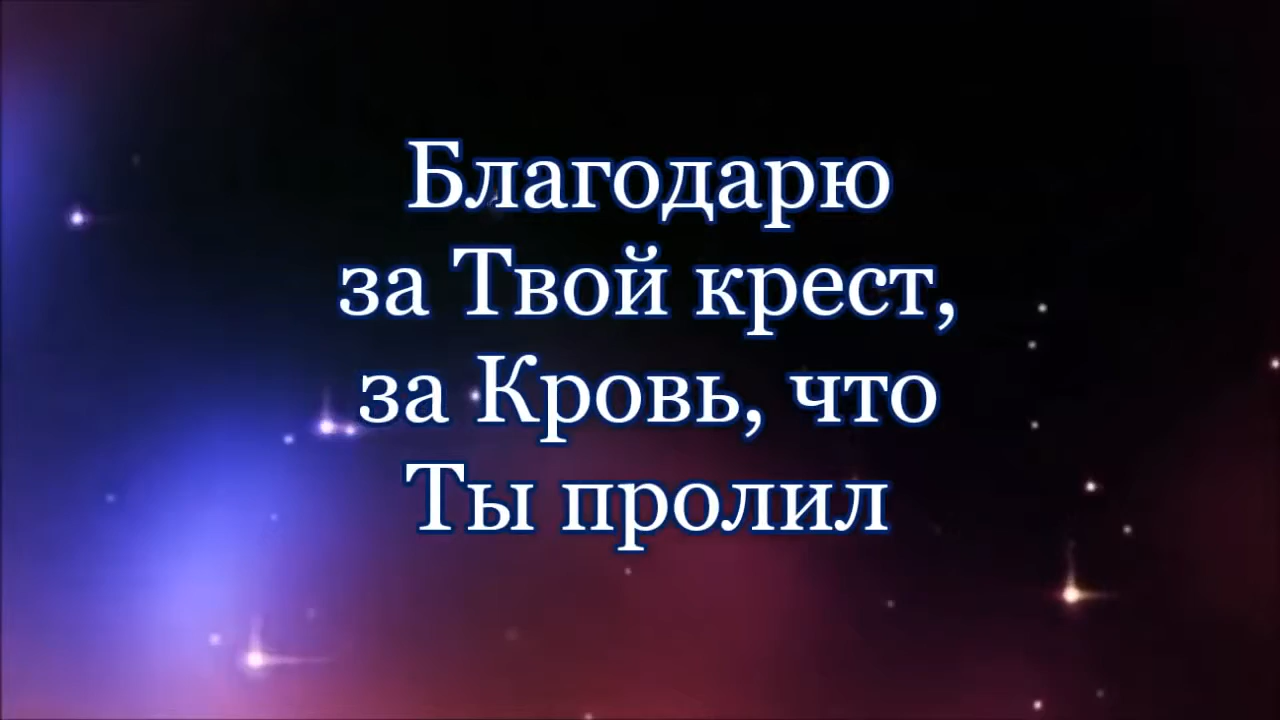 Благодарю
за Твой крест,
за Кровь, что
Ты пролил